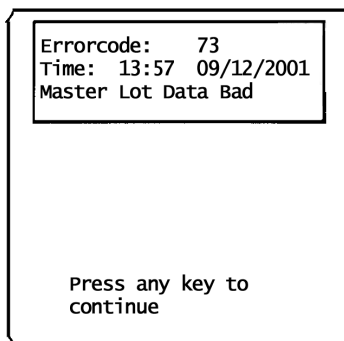 Errorcode: 73
Time: 13:57 09/12/2001
Master Lot Data Bad
Press any key to
continue